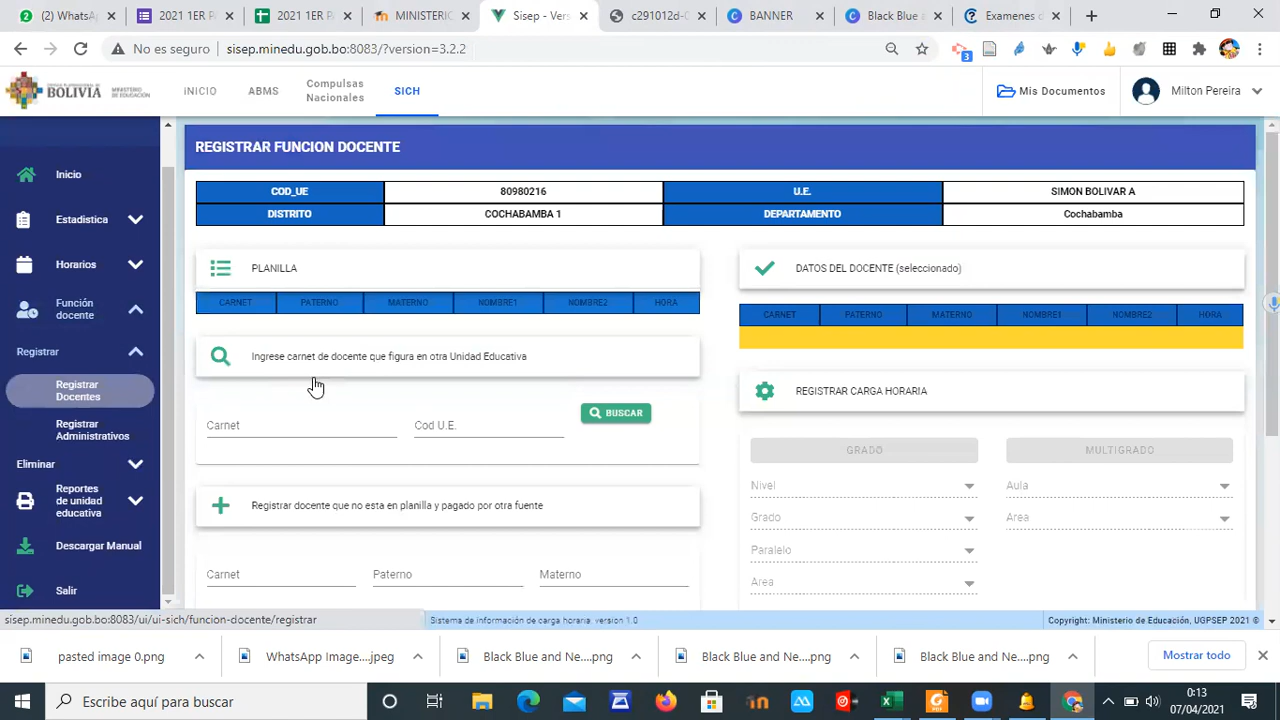 (2) WhatsA
2021 1ER P
2021 1ER PA
MINISTERIC
Sisep - Vers
c291012d-0
BANNER
Black Blue a
Examenes d
No es seguro
sisep.minedu.gob.bo:8083/?version=3.2.2
3
BOLIVIA
MINISTERIO DE EDUCACIÓN
INICIO
ABMS
Compulsas
Nacionales
SICH
Mis Documentos
Milton Pereira
Inicio
Estadistica
Horarios
Función
docente
Registrar
Registrar
Docentes
Registrar
Administrativos
Eliminar
Reportes
de unidad
educativa
Descargar Manual
Salir
REGISTRAR FUNCION DOCENTE
COD_UE 80980216 U.E. SIMON BOLIVAR A
DISTRITO COCHABAMBA 1 DEPARTAMENTO Cochabamba
PLANILLA
CARNET PATERNO MATERNO NOMBRE1 NOMBRE2 HORA
Ingrese carnet de docente que figura en otra Unidad Educativa
Carnet
Cod U.E.
BUSCAR
Registrar docente que no esta en planilla y pagado por otra fuente
Carnet
Paterno
Materno
DATOS DEL DOCENTE (seleccionado)
CARNET PATERNO MATERNO NOMBRE1 NOMBRE2 HORA
REGISTRAR CARGA HORARIA
GRADO
MULTIGRADO
Nivel
Aula
Grado
Area
Paralelo
Area
sisep.minedu.gob.bo:8083/ui/ui-sich/funcion-docente/registrar
Sistema de información de carga horaria. version 1.0
Copyright: Ministerio de Educación, UGPSEP 2021 ©
pasted image 0.png
WhatsApp Image....jpeg
Black Blue and Ne....png
Black Blue and Ne....png
Black Blue and Ne....png
Mostrar todo
Escribe aquí para buscar
0:13
07/04/2021